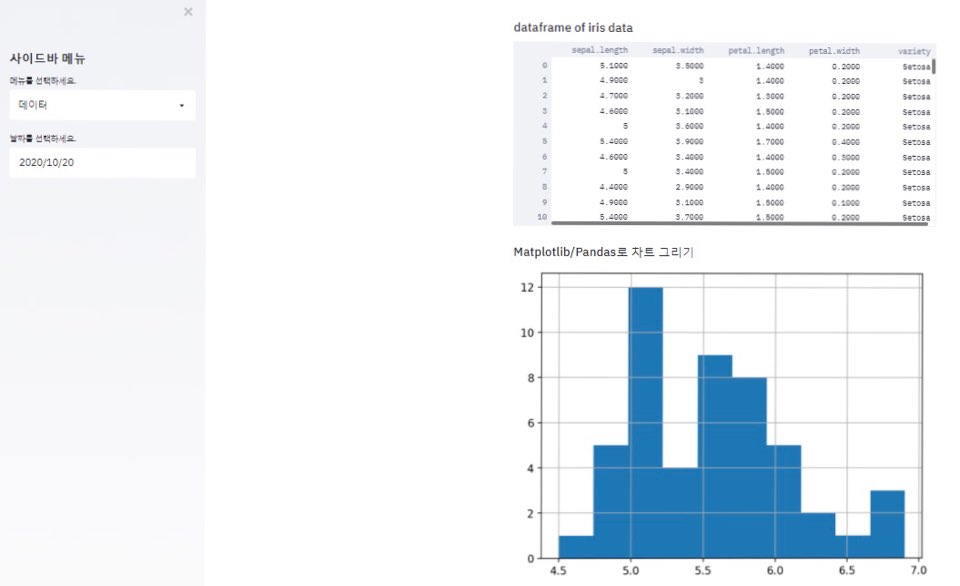 ×
사이드바 메뉴
메뉴를 선택하세요.
데이터
날짜를 선택하세요.
2020/10/20
dataframe of iris data
sepal.length sepal.width petal.length petal.width variety
0 5.1000 3.5000 1.4000 0.2000 Setosa
1 4.9000 3 1.4000 0.2000 Setosa
2 4.7000 3.2000 1.3000 0.2000 Setosa
3 4.6000 3.1000 1.5000 0.2000 Setosa
4 5 3.6000 1.4000 0.2000 Setosa
5 5.4000 3.9000 1.7000 0.4000 Setosa
6 4.6000 3.4000 1.4000 0.3000 Setosa
7 5 3.4000 1.5000 0.2000 Setosa
8 4.4000 2.9000 1.4000 0.2000 Setosa
9 4.9000 3.1000 1.5000 0.1000 Setosa
10 5.4000 3.7000 1.5000 0.2000 Setosa
Matplotlib/Pandas로 차트 그리기
12
10
8
6
4
2
0
4.5 5.0 5.5 6.0 6.5 7.0